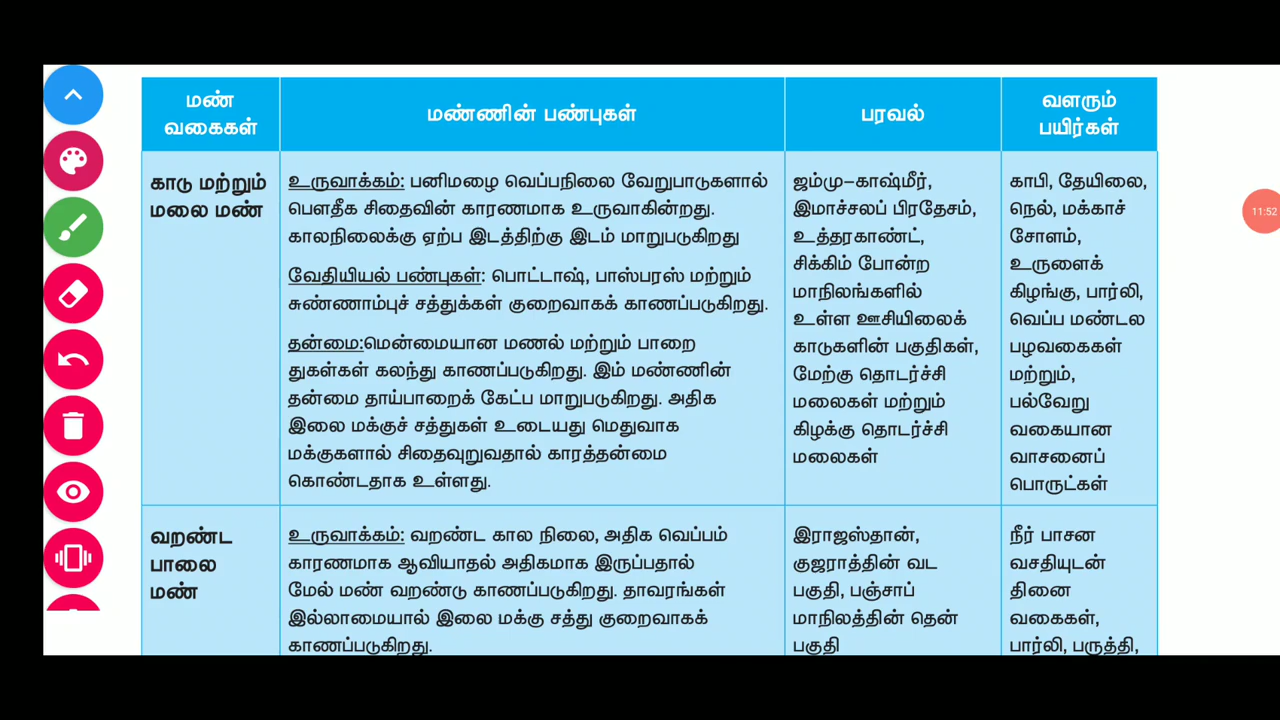 மண் வகைகள்
மண்ணின் பண்புகள்
பரவல்
வளரும் பயிர்கள்
காடு மற்றும்
மலை மண்
உருவாக்கம்: பனிமழை வெப்பநிலை வேறுபாடுகளால்
பௌதீக சிதைவின் காரணமாக உருவாகின்றது.
காலநிலைக்கு ஏற்ப இடத்திற்கு இடம் மாறுபடுகிறது
வேதியியல் பண்புகள்: பொட்டாஷ், பாஸ்பரஸ் மற்றும்
சுண்ணாம்புச் சத்துக்கள் குறைவாகக் காணப்படுகிறது.
தன்மை:மென்மையான மணல் மற்றும் பாறை
துகள்கள் கலந்து காணப்படுகிறது. இம் மண்ணின்
தன்மை தாய்பாறைக் கேட்ப மாறுபடுகிறது. அதிக
இலை மக்குச் சத்துகள் உடையது மெதுவாக
மக்குகளால் சிதைவுறுவதால் காரத்தன்மை
கொண்டதாக உள்ளது.
ஜம்மு–காஷ்மீர்,
இமாச்சலப் பிரதேசம்,
உத்தரகாண்ட்,
சிக்கிம் போன்ற
மாநிலங்களில்
உள்ள ஊசியிலைக்
காடுகளின் பகுதிகள்,
மேற்கு தொடர்ச்சி
மலைகள் மற்றும்
கிழக்கு தொடர்ச்சி
மலைகள்
காபி, தேயிலை,
நெல், மக்காச்
சோளம்,
உருளைக்
கிழங்கு, பார்லி,
வெப்ப மண்டல
பழவகைகள்
மற்றும்,
பல்வேறு
வகையான
வாசனைப்
பொருட்கள்
வறண்ட
பாலை
மண்
உருவாக்கம்: வறண்ட கால நிலை, அதிக வெப்பம்
காரணமாக ஆவியாதல் அதிகமாக இருப்பதால்
மேல் மண் வறண்டு காணப்படுகிறது. தாவரங்கள்
இல்லாமையால் இலை மக்கு சத்து குறைவாகக்
காணப்படுகிறது.
இராஜஸ்தான்,
குஜராத்தின் வட
பகுதி, பஞ்சாப்
மாநிலத்தின் தென்
பகுதி
நீர் பாசன
வசதியுடன்
தினை
வகைகள்,
பார்லி, பருத்தி,
11:52